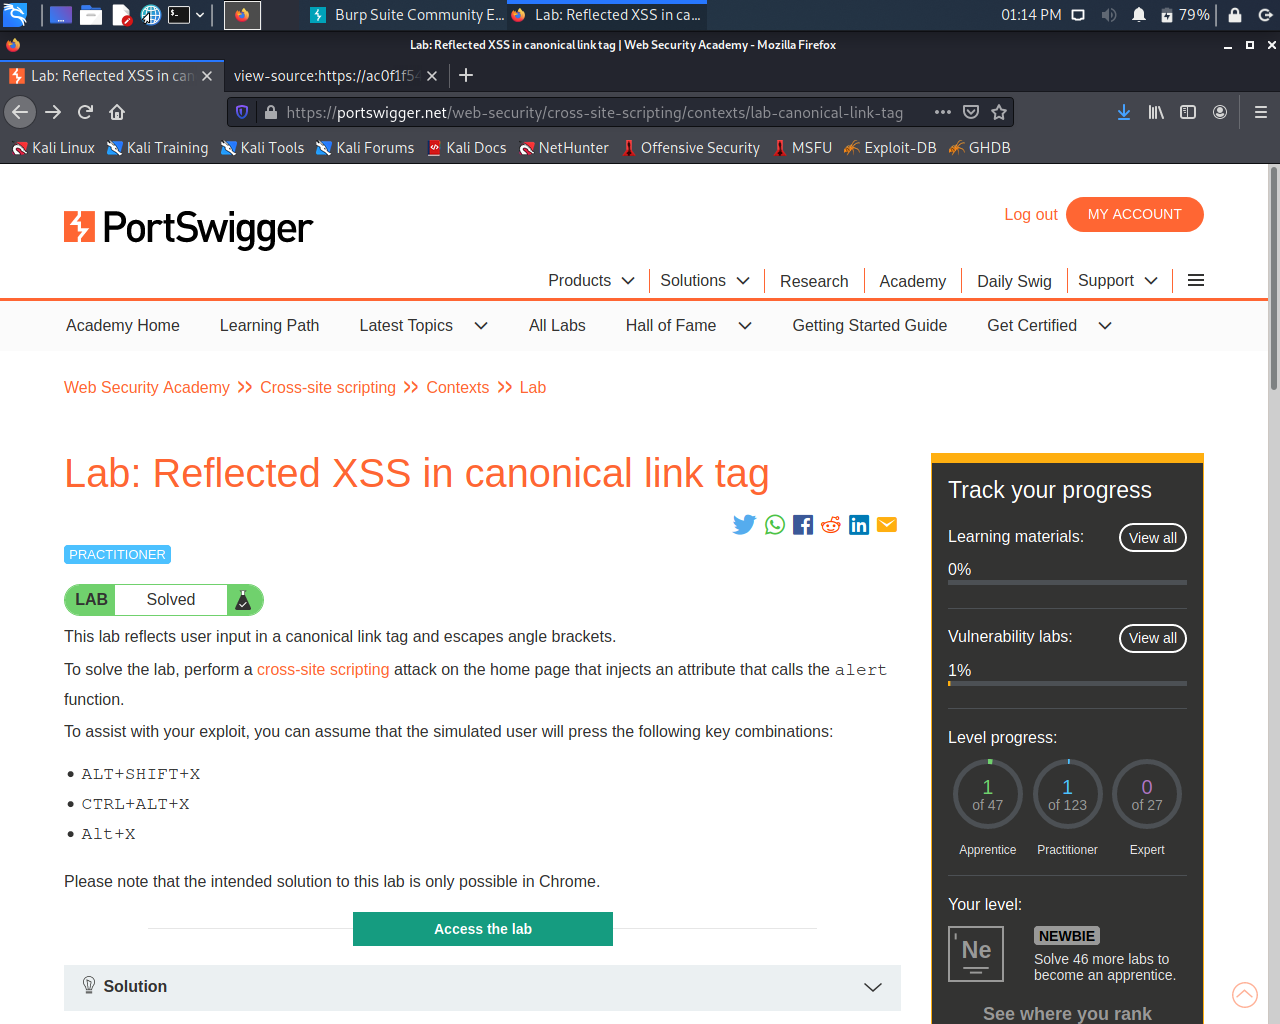 Burp Suite Community E...
Lab: Reflected XSS in ca...
01:14 PM
79%
Lab: Reflected XSS in canonical link tag | Web Security Academy - Mozilla Firefox
Lab: Reflected XSS in can
view-source:https://ac0f1f54
https://portswigger.net/web-security/cross-site-scripting/contexts/lab-canonical-link-tag
Kali Linux
Kali Training
Kali Tools
Kali Forums
Kali Docs
NetHunter
Offensive Security
MSFU
Exploit-DB
GHDB
PortSwigger
Log out
MY ACCOUNT
Products
Solutions
Research
Academy
Daily Swig
Support
Academy Home
Learning Path
Latest Topics
All Labs
Hall of Fame
Getting Started Guide
Get Certified
Web Security Academy >> Cross-site scripting >> Contexts >> Lab
Lab: Reflected XSS in canonical link tag
PRACTITIONER
LAB Solved
This lab reflects user input in a canonical link tag and escapes angle brackets.
To solve the lab, perform a cross-site scripting attack on the home page that injects an attribute that calls the alert
function.
To assist with your exploit, you can assume that the simulated user will press the following key combinations:
• ALT+SHIFT+X
• CTRL+ALT+X
• Alt+X
Please note that the intended solution to this lab is only possible in Chrome.
Access the lab
Solution
Track your progress
Learning materials:
View all
0%
Vulnerability labs:
View all
1%
Level progress:
1
of 47
1
of 123
0
of 27
Apprentice
Practitioner
Expert
Your level:
Ne
NEWBIE
Solve 46 more labs to
become an apprentice.
See where you rank